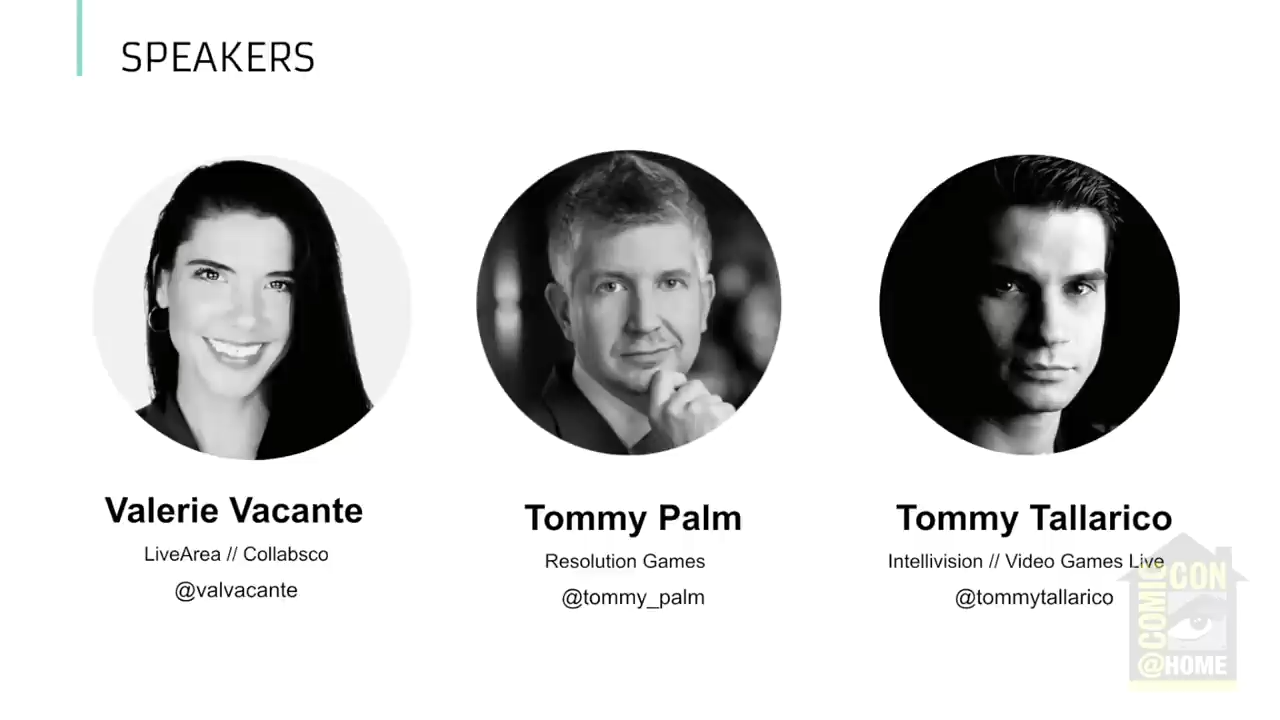 SPEAKERS
Valerie Vacante
LiveArea // Collabsco
@valvacante
Tommy Palm
Resolution Games
@tommy_palm
Tommy Tallarico
Intellivision // Video Games Live
@tommytallarico
COMIC
CON
@HOME